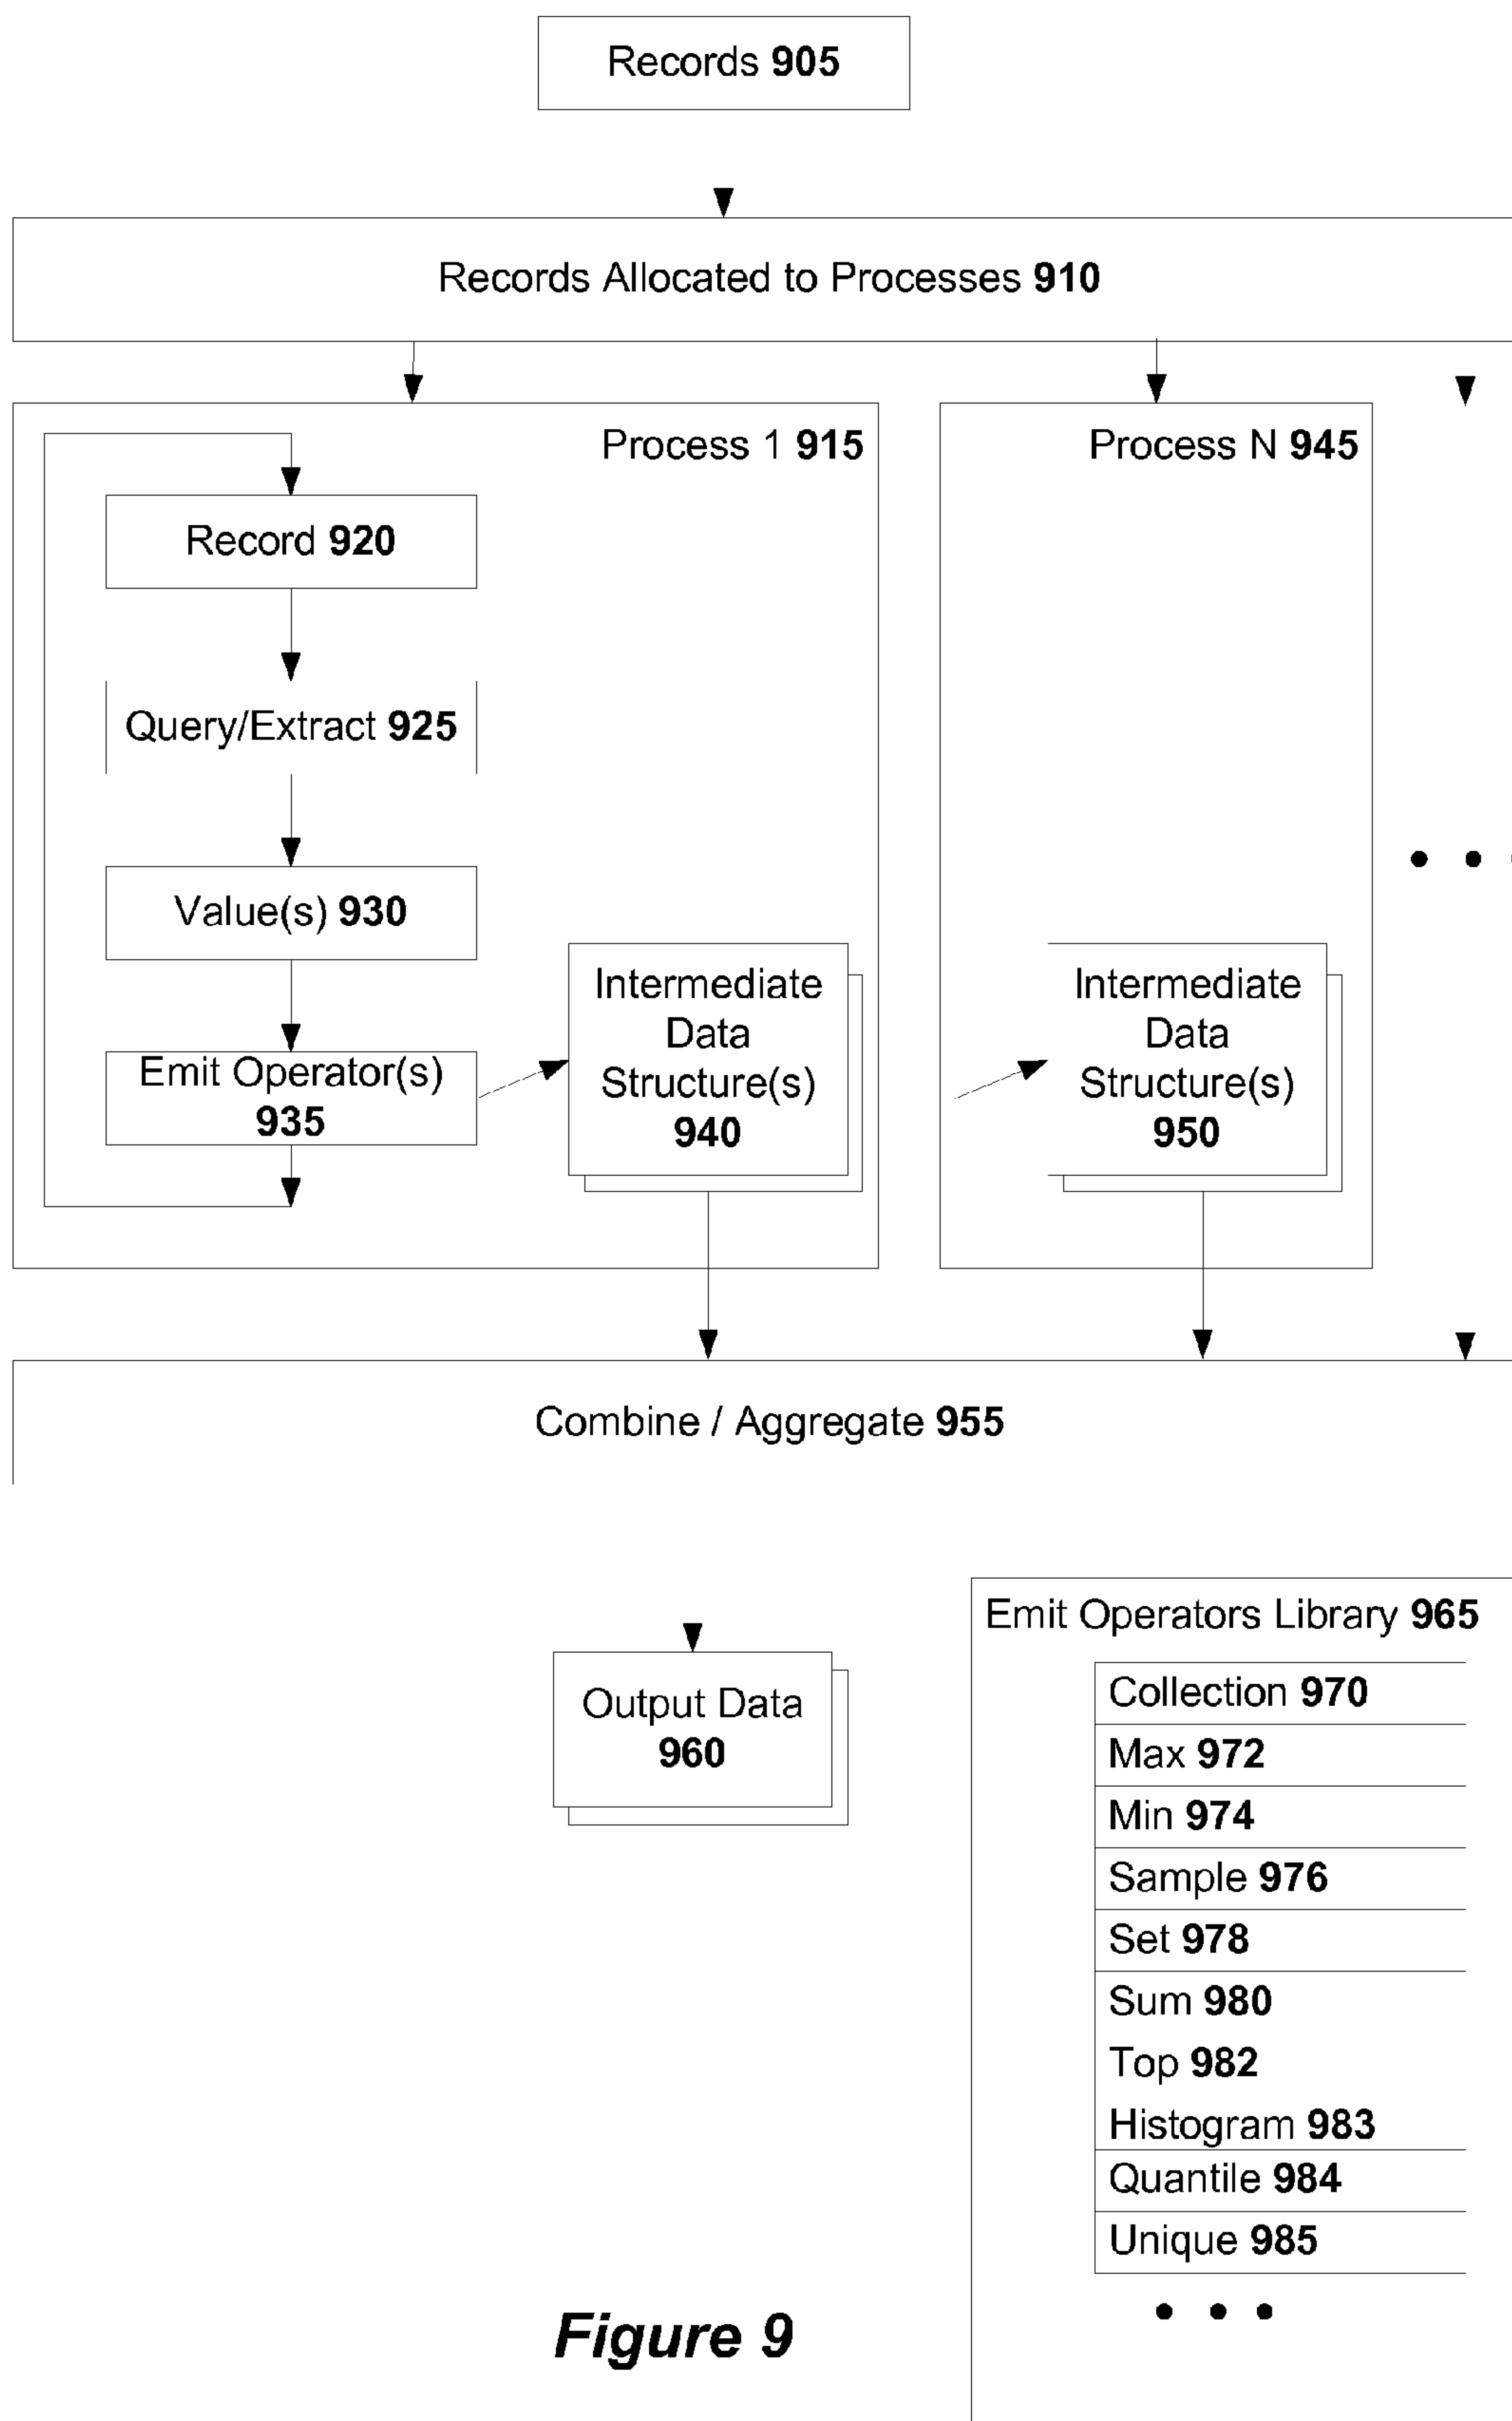 Records 905
Records Allocated to Processes 910
Process 1 915
Record 920
Query/Extract 925
Value(s) 930
Emit Operator(s)
935
Intermediate
Data
Structure(s)
940
Process N 945
Intermediate
Data
Structure(s)
950
Combine / Aggregate 955
Output Data
960
Emit Operators Library 965
Collection 970
Max 972
Min 974
Sample 976
Set 978
Sum 980
Top 982
Histogram 983
Quantile 984
Unique 985
Figure 9